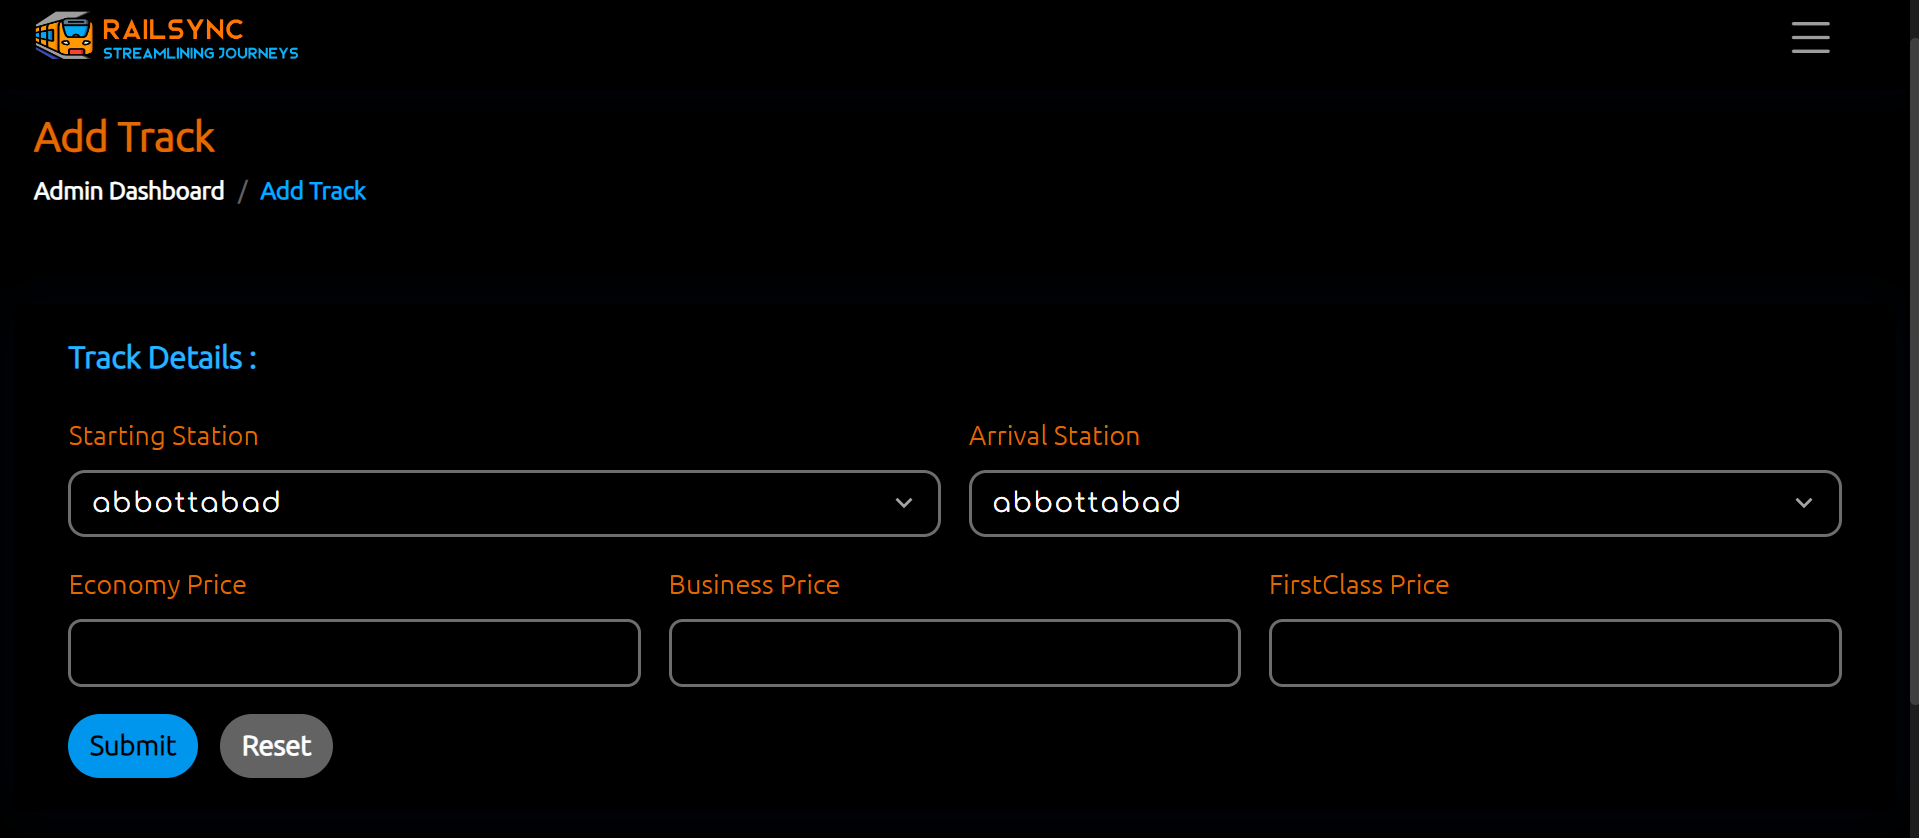 RAILSYNC
STREAMLINING JOURNEYS
Add Track
Admin Dashboard / Add Track
Track Details :
Starting Station Arrival Station
abbottabad abbottabad
Economy Price Business Price FirstClass Price
Submit Reset